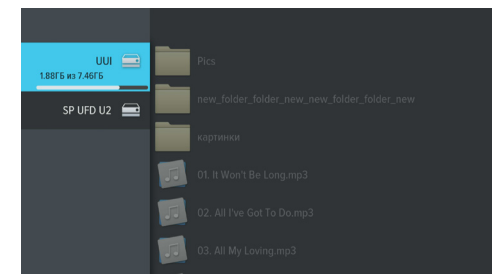 UUI
1.88ГБ из 7.46ГБ
SP UFD U2
Pics
new_folder_folder_new_new_folder_folder_new
картинки
01. It Won't Be Long.mp3
02. All I've Got To Do.mp3
03. All My Loving.mp3